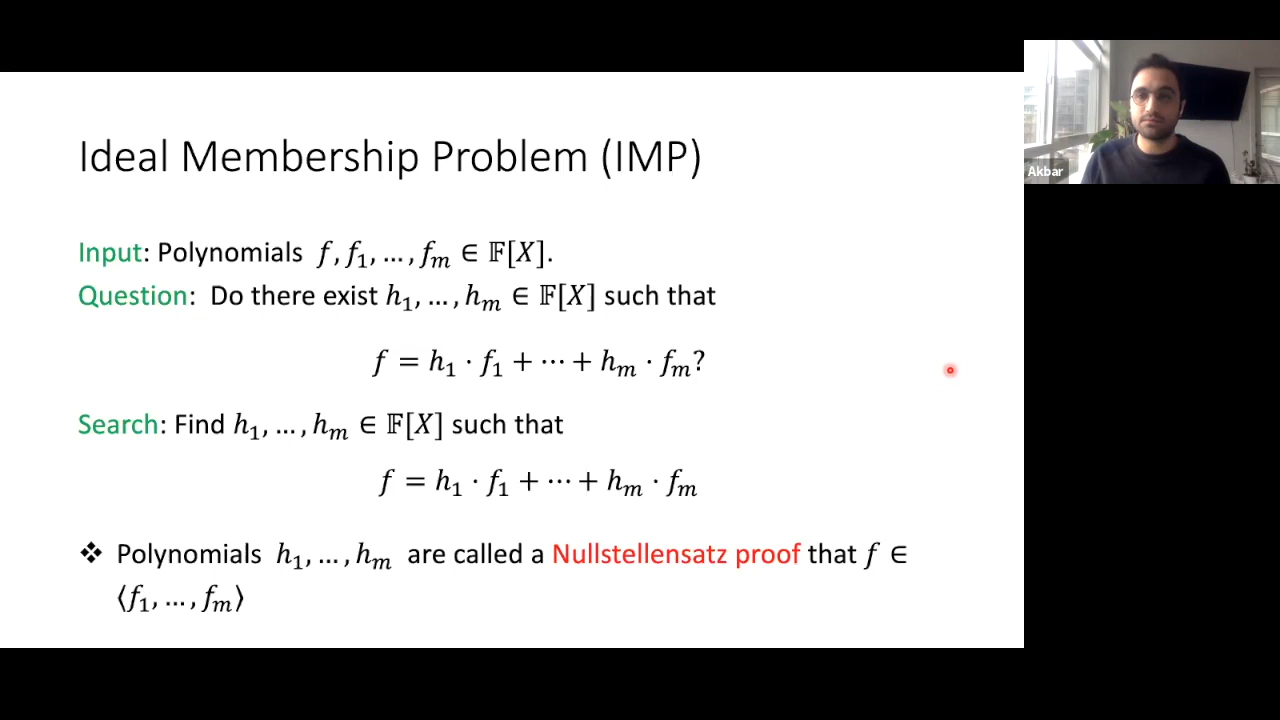 Ideal Membership Problem (IMP)
Akbar
Input: Polynomials f, f₁, …, fₘ ∈ 𝔽[X].
Question: Do there exist h₁, …, hₘ ∈ 𝔽[X] such that
f = h₁ · f₁ + ⋯ + hₘ · fₘ?
Search: Find h₁, …, hₘ ∈ 𝔽[X] such that
f = h₁ · f₁ + ⋯ + hₘ · fₘ
❖ Polynomials h₁, …, hₘ are called a Nullstellensatz proof that f ∈
⟨f₁, …, fₘ⟩